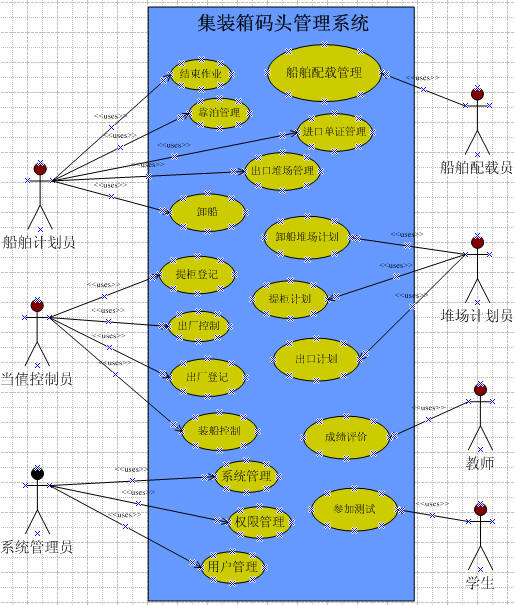 集装箱码头管理系统
结束作业
船舶配载管理
<<uses>>
<<uses>>
靠泊管理
<<uses>>
进口单证管理
<<uses>>
<<uses>>
出口堆场管理
船舶配载员
<<uses>>
卸船
船舶计划员
卸船堆场计划
<<uses>>
<<uses>>
提柜登记
<<uses>>
提柜计划
<<uses>>
堆场计划员
<<uses>>
出厂控制
<<uses>>
出口计划
<<uses>>
出厂登记
当值控制员
<<uses>>
装船控制
成绩评价
<<uses>>
教师
<<uses>>
系统管理
<<uses>>
权限管理
参加测试
<<uses>>
<<uses>>
系统管理员
用户管理
学生